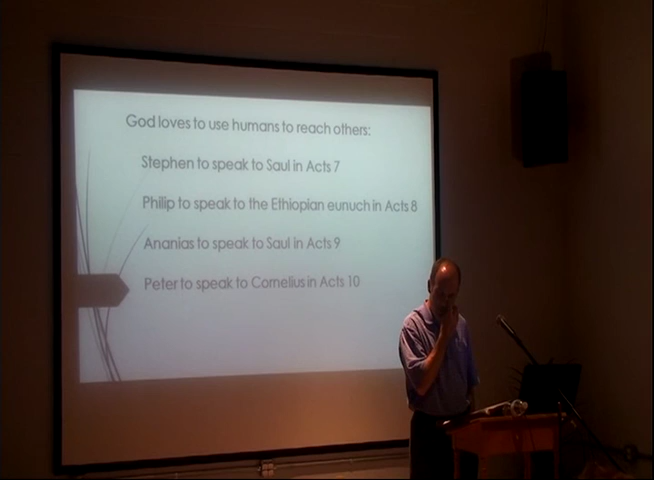 God loves to use humans to reach others:
Stephen to speak to Saul in Acts 7
Philip to speak to the Ethiopian eunuch in Acts 8
Ananias to speak to Saul in Acts 9
Peter to speak to Cornelius in Acts 10